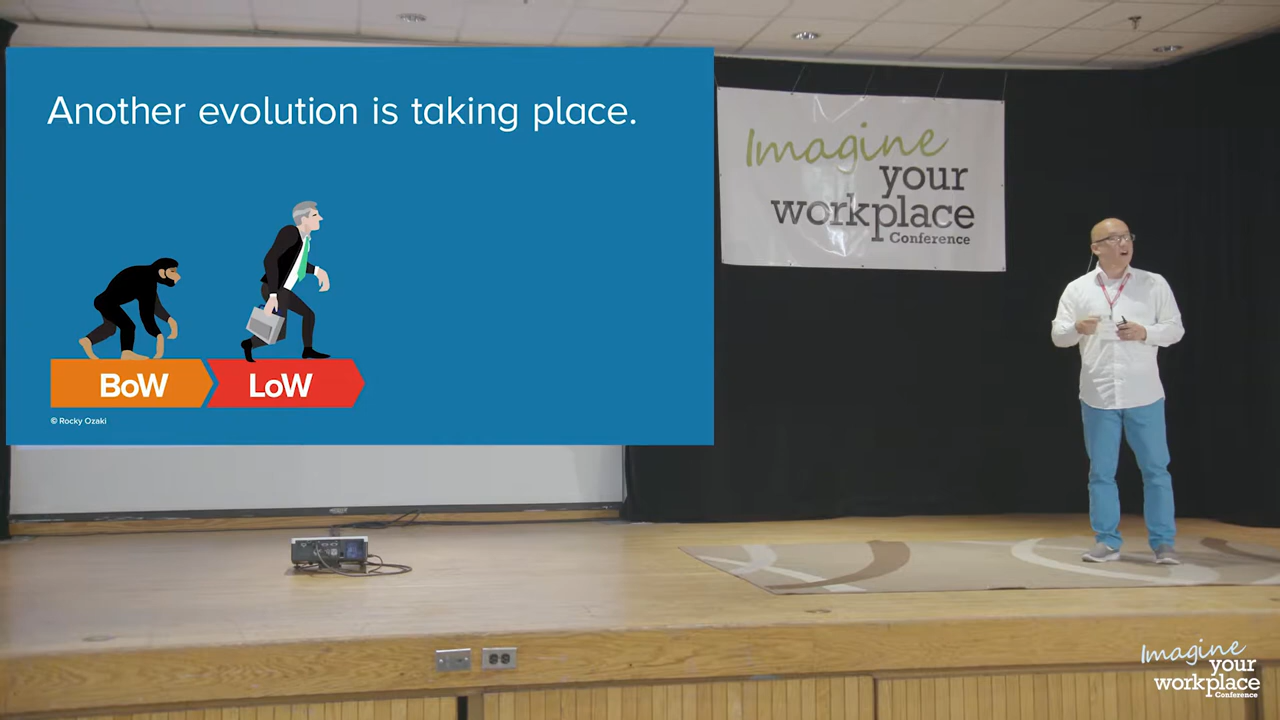 Another evolution is taking place.
BoW
LoW
© Rocky Ozaki
Imagine
your
workplace
Conference
Imagine
your
workplace
Conference